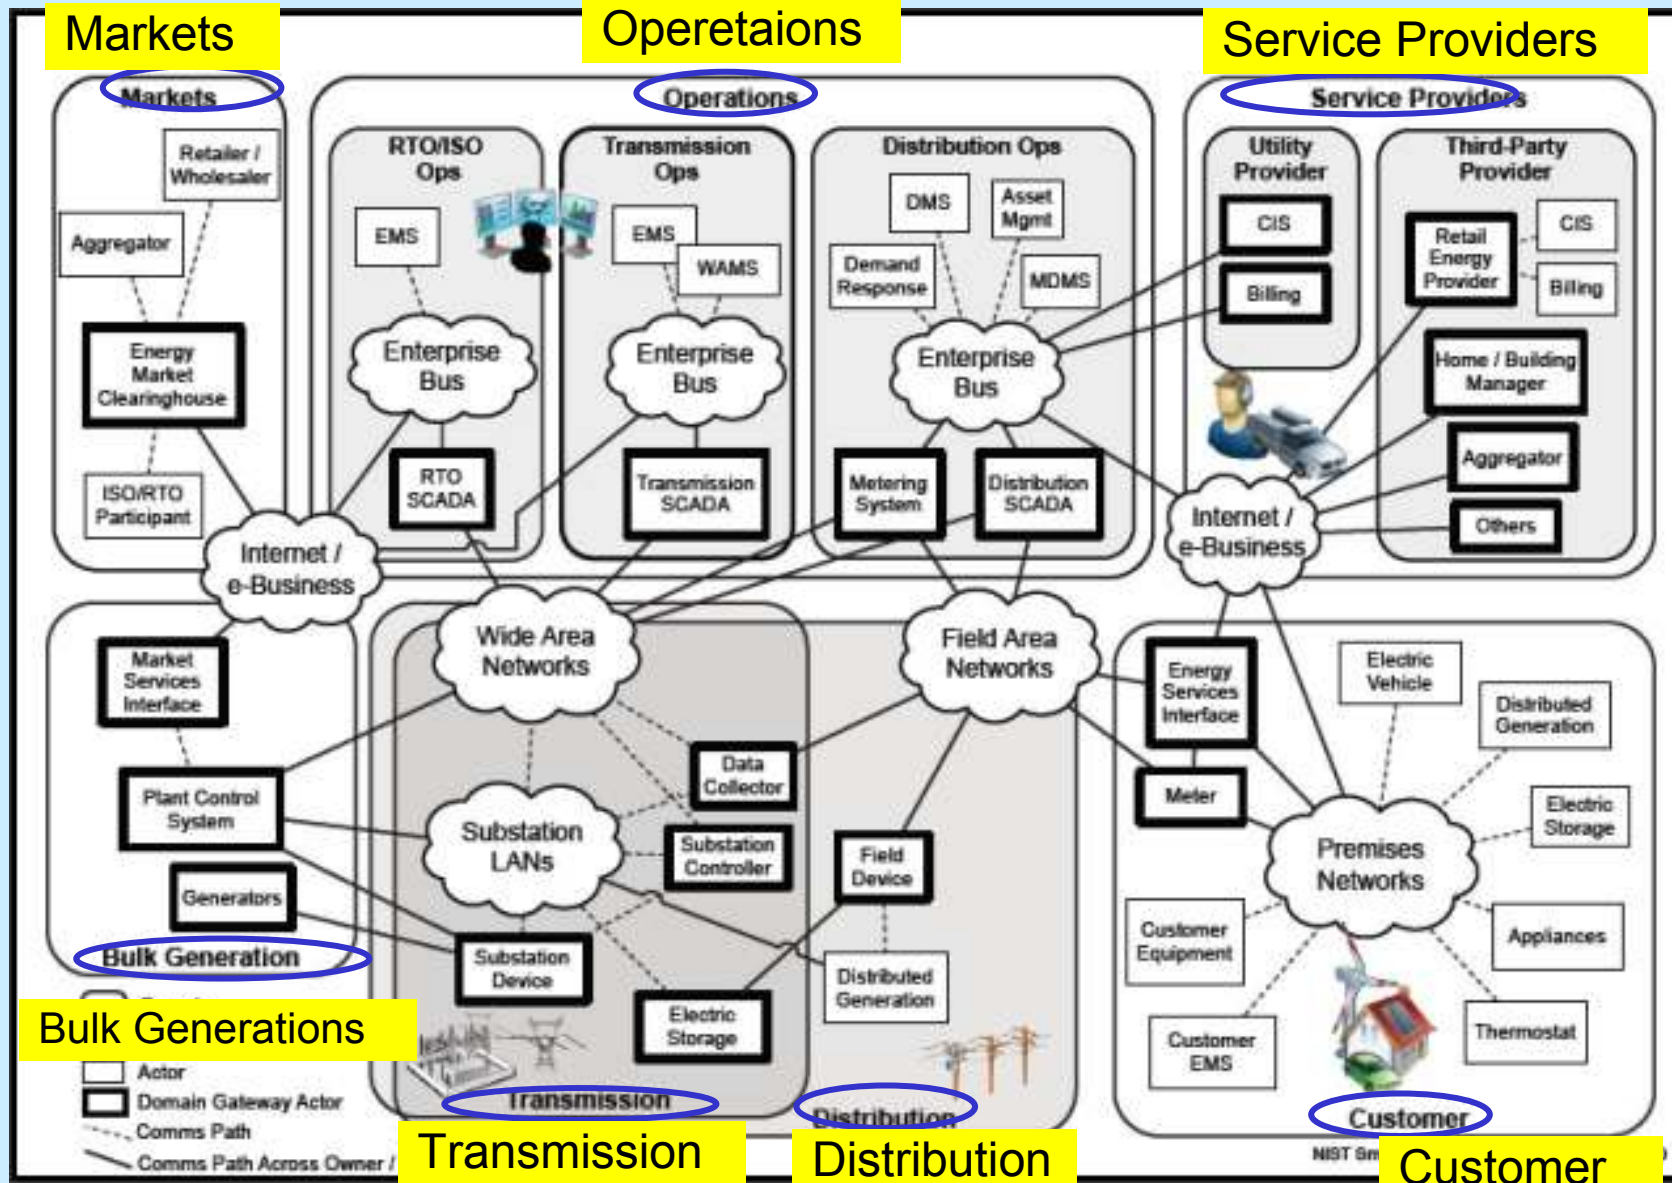 Markets
Operetaions
Service Providers
Markets
Operations
Service Providers
Retailer /
Wholesaler
Aggregator
Energy
Market
Clearinghouse
ISO/RTO
Participant
RTO/ISO
Ops
EMS
Enterprise
Bus
RTO
SCADA
Transmission
Ops
EMS
WAMS
Enterprise
Bus
Transmission
SCADA
Distribution Ops
DMS
Asset
Mgmt
Demand
Response
MDMS
Enterprise
Bus
Metering
System
Distribution
SCADA
Utility
Provider
CIS
Billing
Third-Party
Provider
Retail
Energy
Provider
CIS
Billing
Home / Building
Manager
Aggregator
Others
Internet /
e-Business
Internet /
e-Business
Market
Services
Interface
Plant Control
System
Generators
Bulk Generation
Wide Area
Networks
Field Area
Networks
Data
Collector
Substation
LANs
Substation
Controller
Substation
Device
Electric
Storage
Field
Device
Distributed
Generation
Energy
Services
Interface
Meter
Electric
Vehicle
Distributed
Generation
Electric
Storage
Premises
Networks
Customer
Equipment
Appliances
Customer
EMS
Thermostat
Bulk Generations
Actor
Domain Gateway Actor
Comms Path
Comms Path Across Owner /
Transmission
Distribution
Customer
Transmission
Distribution
NIST
Customer